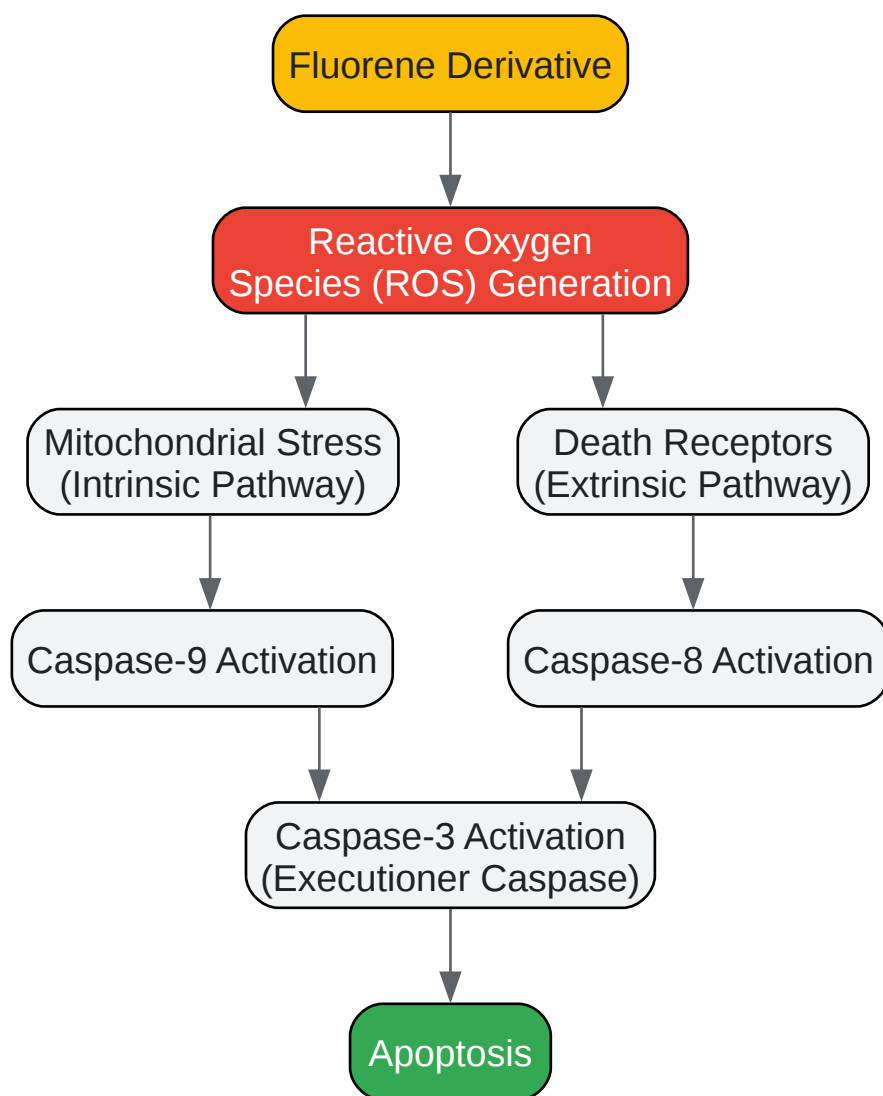 Fluorene Derivative
Reactive Oxygen
Species (ROS) Generation
Mitochondrial Stress
(Intrinsic Pathway)
Death Receptors
(Extrinsic Pathway)
Caspase-9 Activation
Caspase-8 Activation
Caspase-3 Activation
(Executioner Caspase)
Apoptosis